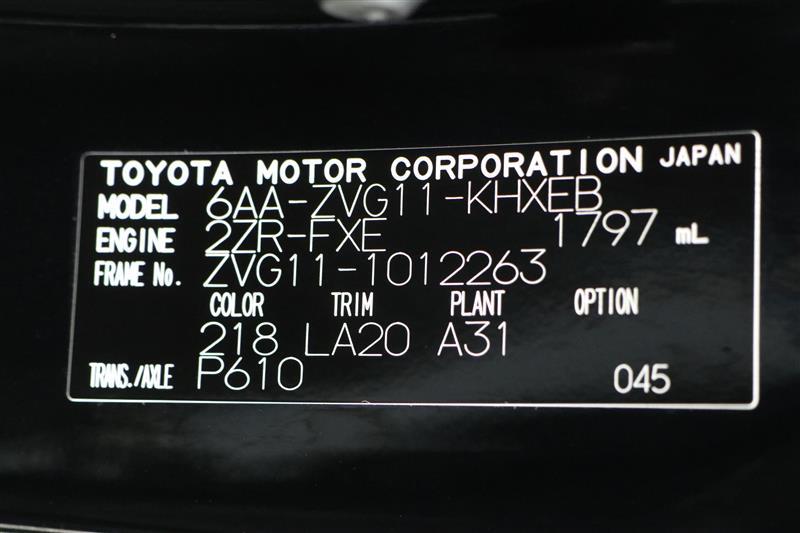 TOYOTA MOTOR CORPORATION JAPAN
MODEL 6AA-ZVG11-KHXEB
ENGINE 2ZR-FXE 1797 mL
FRAME No. ZVG11-1012263
COLOR TRIM PLANT OPTION
218 LA20 A31
TRANS./AXLE P610 045